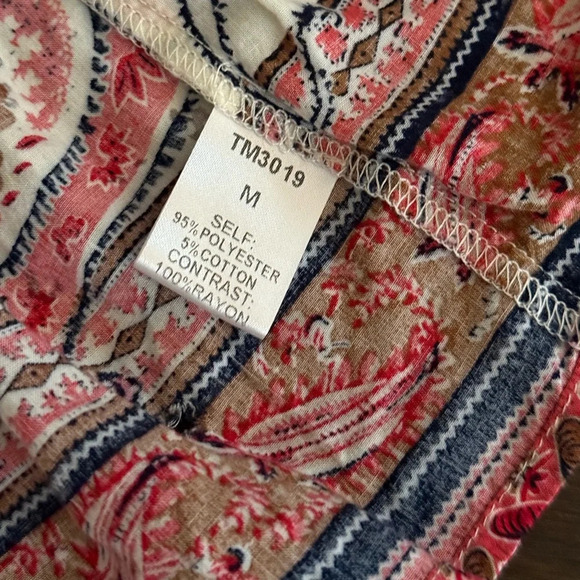 TM3019
M
SELF:
95% POLYESTER
5% COTTON
CONTRAST:
100% RAYON